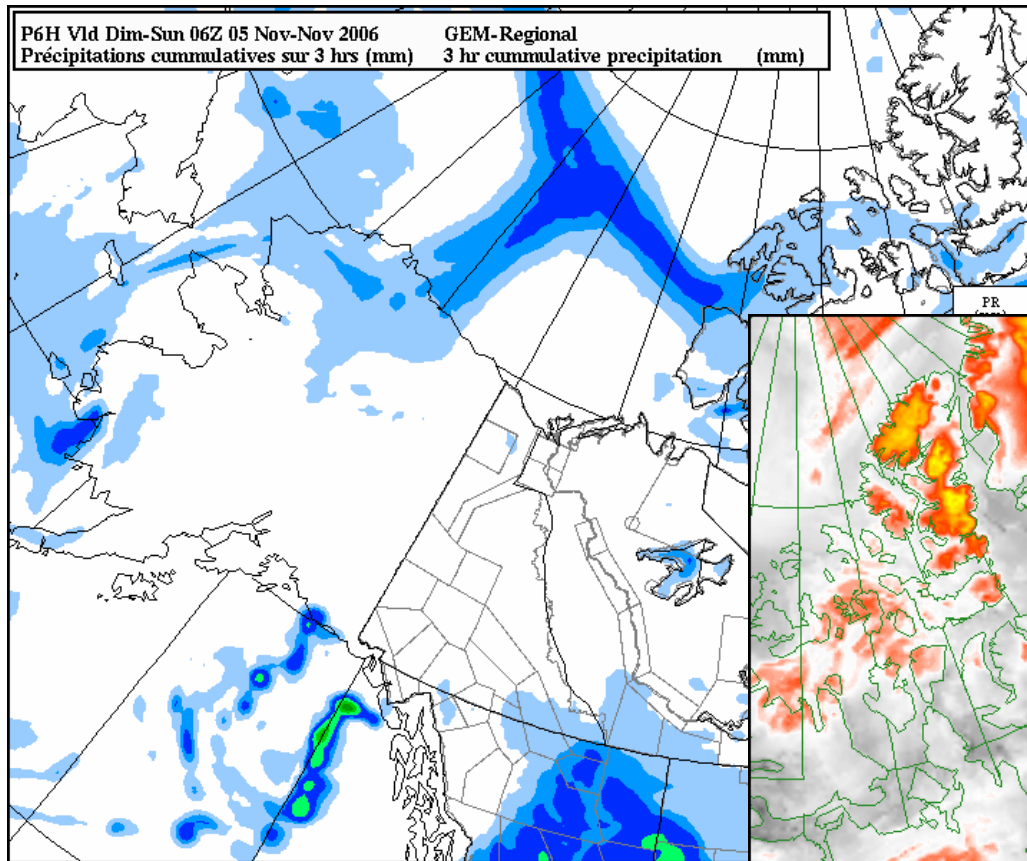 P6H Vld Dim-Sun 06Z 05 Nov-Nov 2006 GEM-Regional
Précipitations cummulatives sur 3 hrs (mm) 3 hr cummulative precipitation (mm)
PR